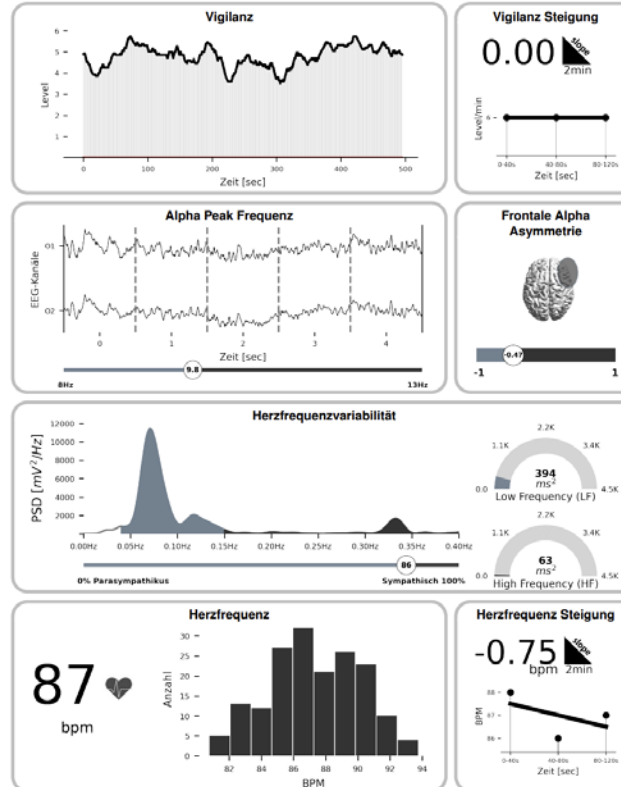 Vigilanz
6
5
4
3
2
1
Level
0 100 200 300 400 500
Zeit [sec]
Vigilanz Steigung
0.00
slope
2min
Level/min
6
0-40s 40-80s 80-120s
Zeit [sec]
Alpha Peak Frequenz
EEG-Kanäle
O1
O2
0 1 2 3 4
Zeit [sec]
9.8
8Hz 13Hz
Frontale Alpha
Asymmetrie
-0.47
-1 1
Herzfrequenzvariabilität
PSD [mV²/Hz]
12000
10000
8000
6000
4000
2000
0.00Hz 0.05Hz 0.10Hz 0.15Hz 0.20Hz 0.25Hz 0.30Hz 0.35Hz 0.40Hz
86
0% Parasympathikus Sympathisch 100%
2.2K
1.1K 3.4K
394
ms²
0.0 4.5K
Low Frequency (LF)
2.2K
1.1K 3.4K
63
ms²
0.0 4.5K
High Frequency (HF)
Herzfrequenz
87
bpm
Anzahl
30
25
20
15
10
5
0
82 84 86 88 90 92 94
BPM
Herzfrequenz Steigung
-0.75
bpm
slope
2min
BPM
88
87
86
0-40s 40-80s 80-120s
Zeit [sec]